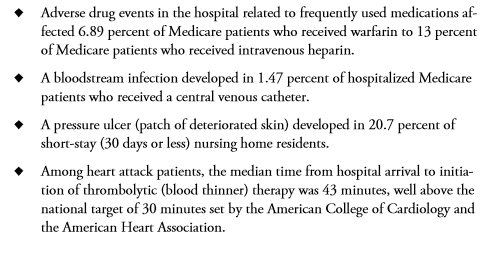 ◆ Adverse drug events in the hospital related to frequently used medications af-
fected 6.89 percent of Medicare patients who received warfarin to 13 percent
of Medicare patients who received intravenous heparin.
◆ A bloodstream infection developed in 1.47 percent of hospitalized Medicare
patients who received a central venous catheter.
◆ A pressure ulcer (patch of deteriorated skin) developed in 20.7 percent of
short-stay (30 days or less) nursing home residents.
◆ Among heart attack patients, the median time from hospital arrival to initia-
tion of thrombolytic (blood thinner) therapy was 43 minutes, well above the
national target of 30 minutes set by the American College of Cardiology and
the American Heart Association.